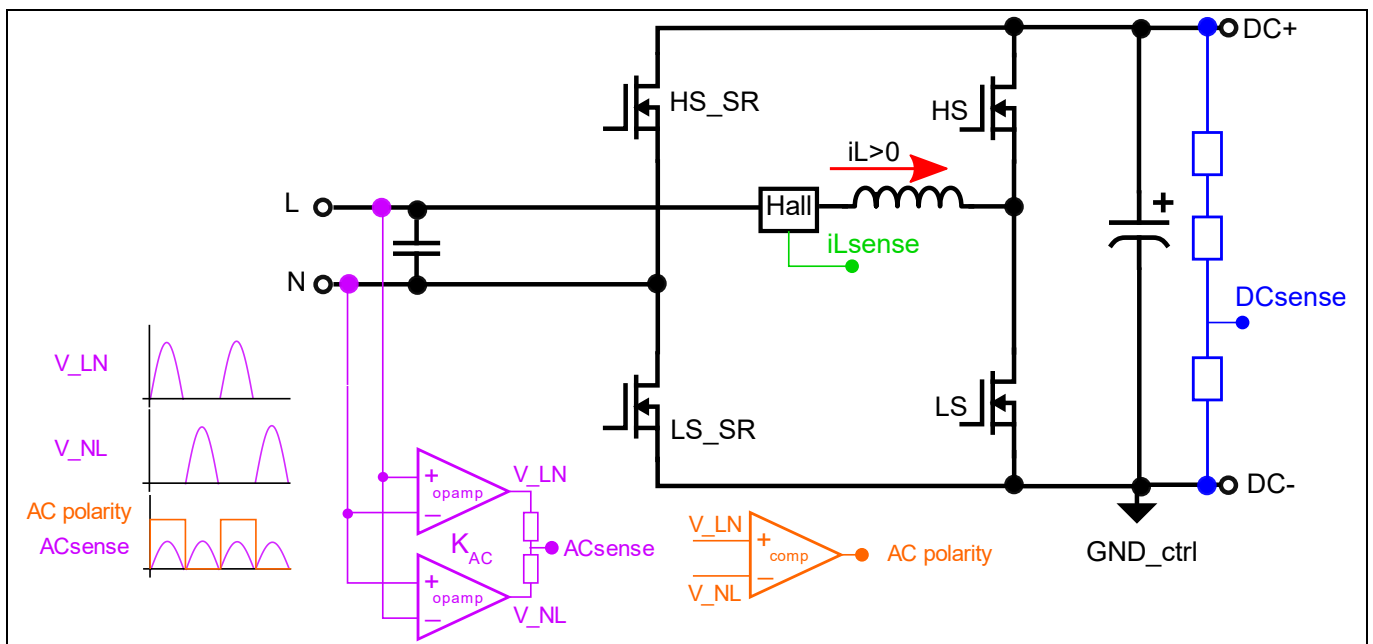 DC+
HS_SR
HS
iL>0
L
Hall
+
iLsense
N
DCsense
V_LN
LS_SR
LS
V_NL
+
opamp
−
V_LN
DC-
AC polarity
ACsense
K_AC
ACsense
V_LN
+
comp
−
V_NL
AC polarity
GND_ctrl
+
opamp
−
V_NL